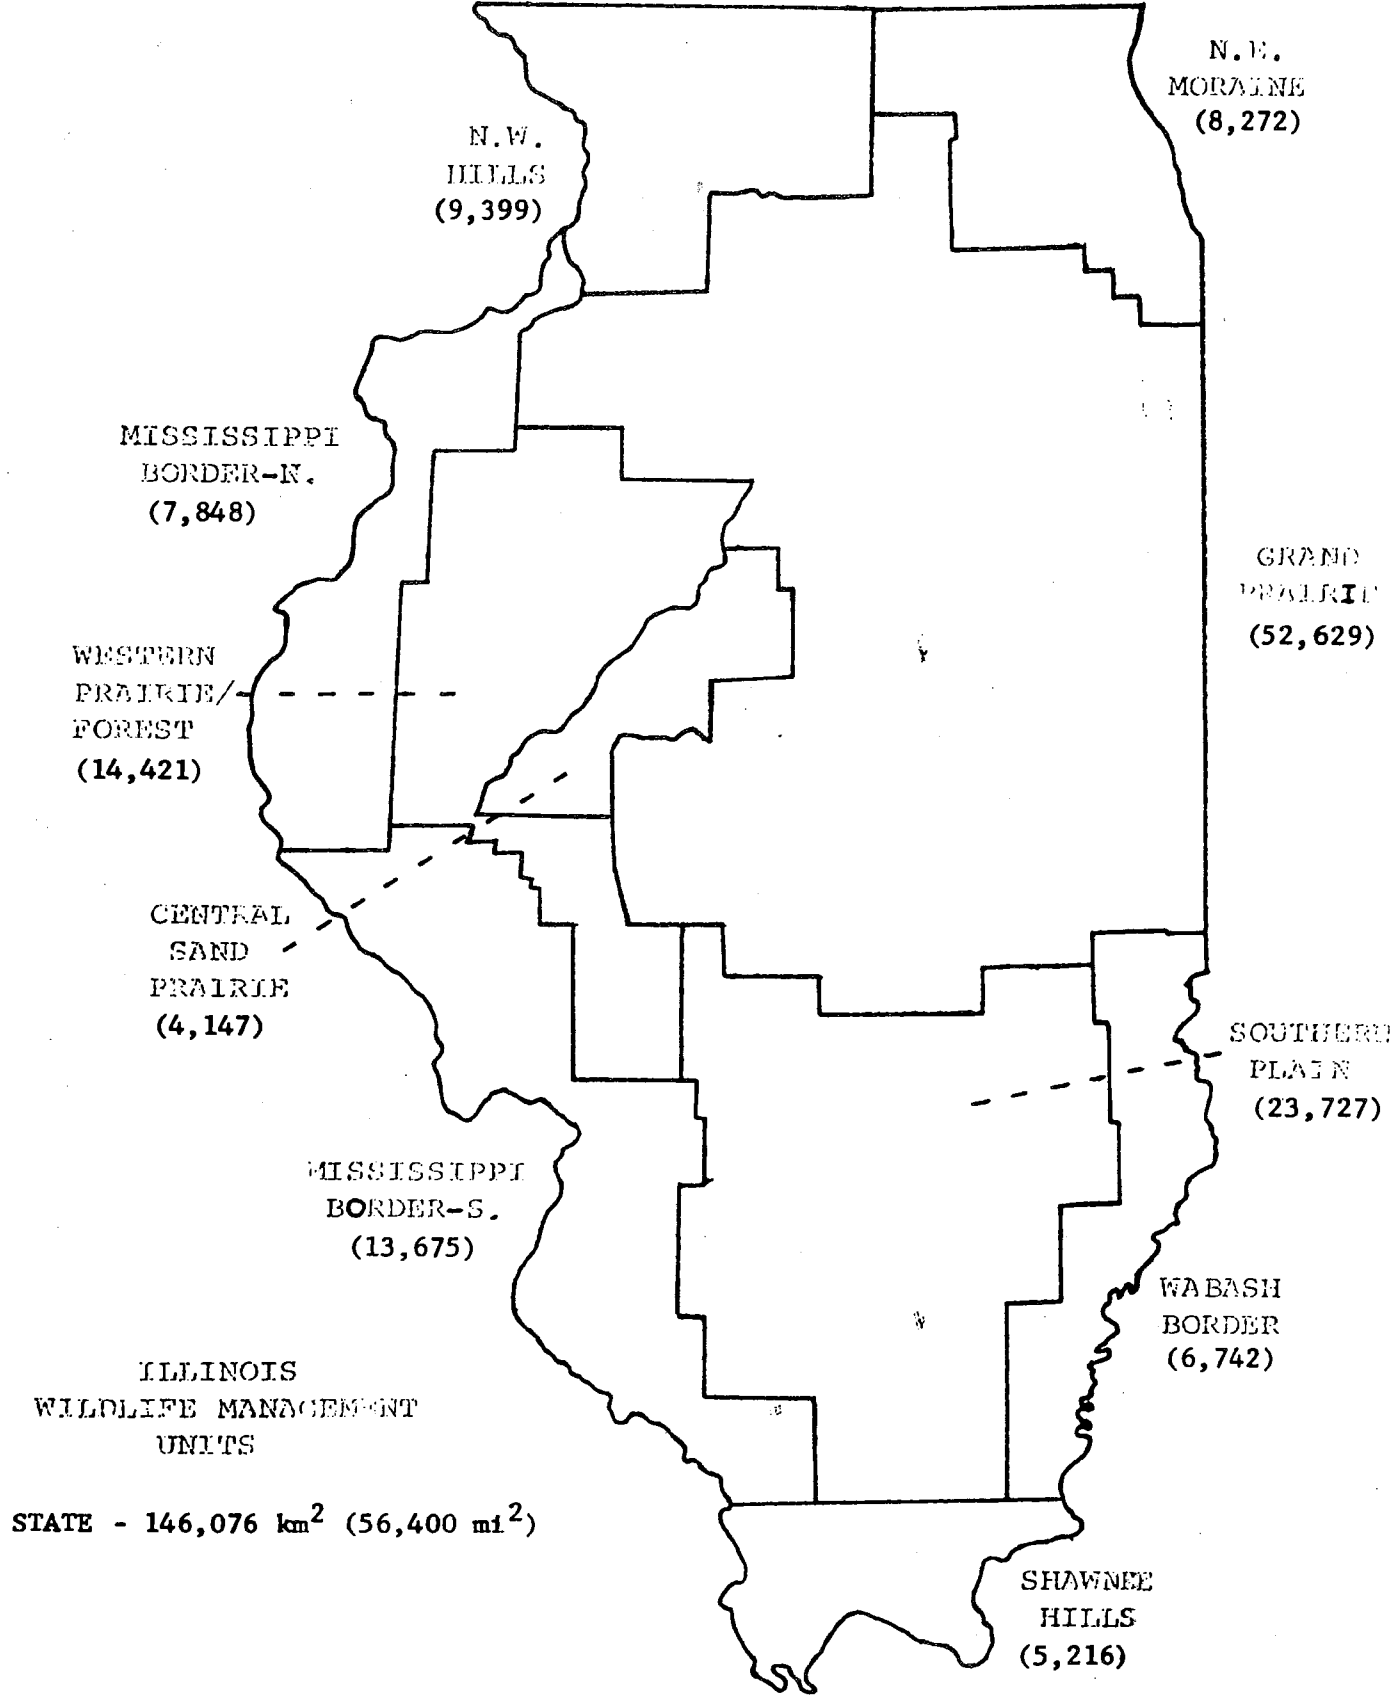 N.E.
MORAINE
(8,272)
N.W.
HILLS
(9,399)
MISSISSIPPI
BORDER-N.
(7,848)
GRAND
PRAIRIE
(52,629)
WESTERN
PRAIRIE/
FOREST
(14,421)
CENTRAL
SAND
PRAIRIE
(4,147)
SOUTHERN
PLAIN
(23,727)
MISSISSIPPI
BORDER-S.
(13,675)
WABASH
BORDER
(6,742)
ILLINOIS
WILDLIFE MANAGEMENT
UNITS
STATE - 146,076 km² (56,400 mi²)
SHAWNEE
HILLS
(5,216)